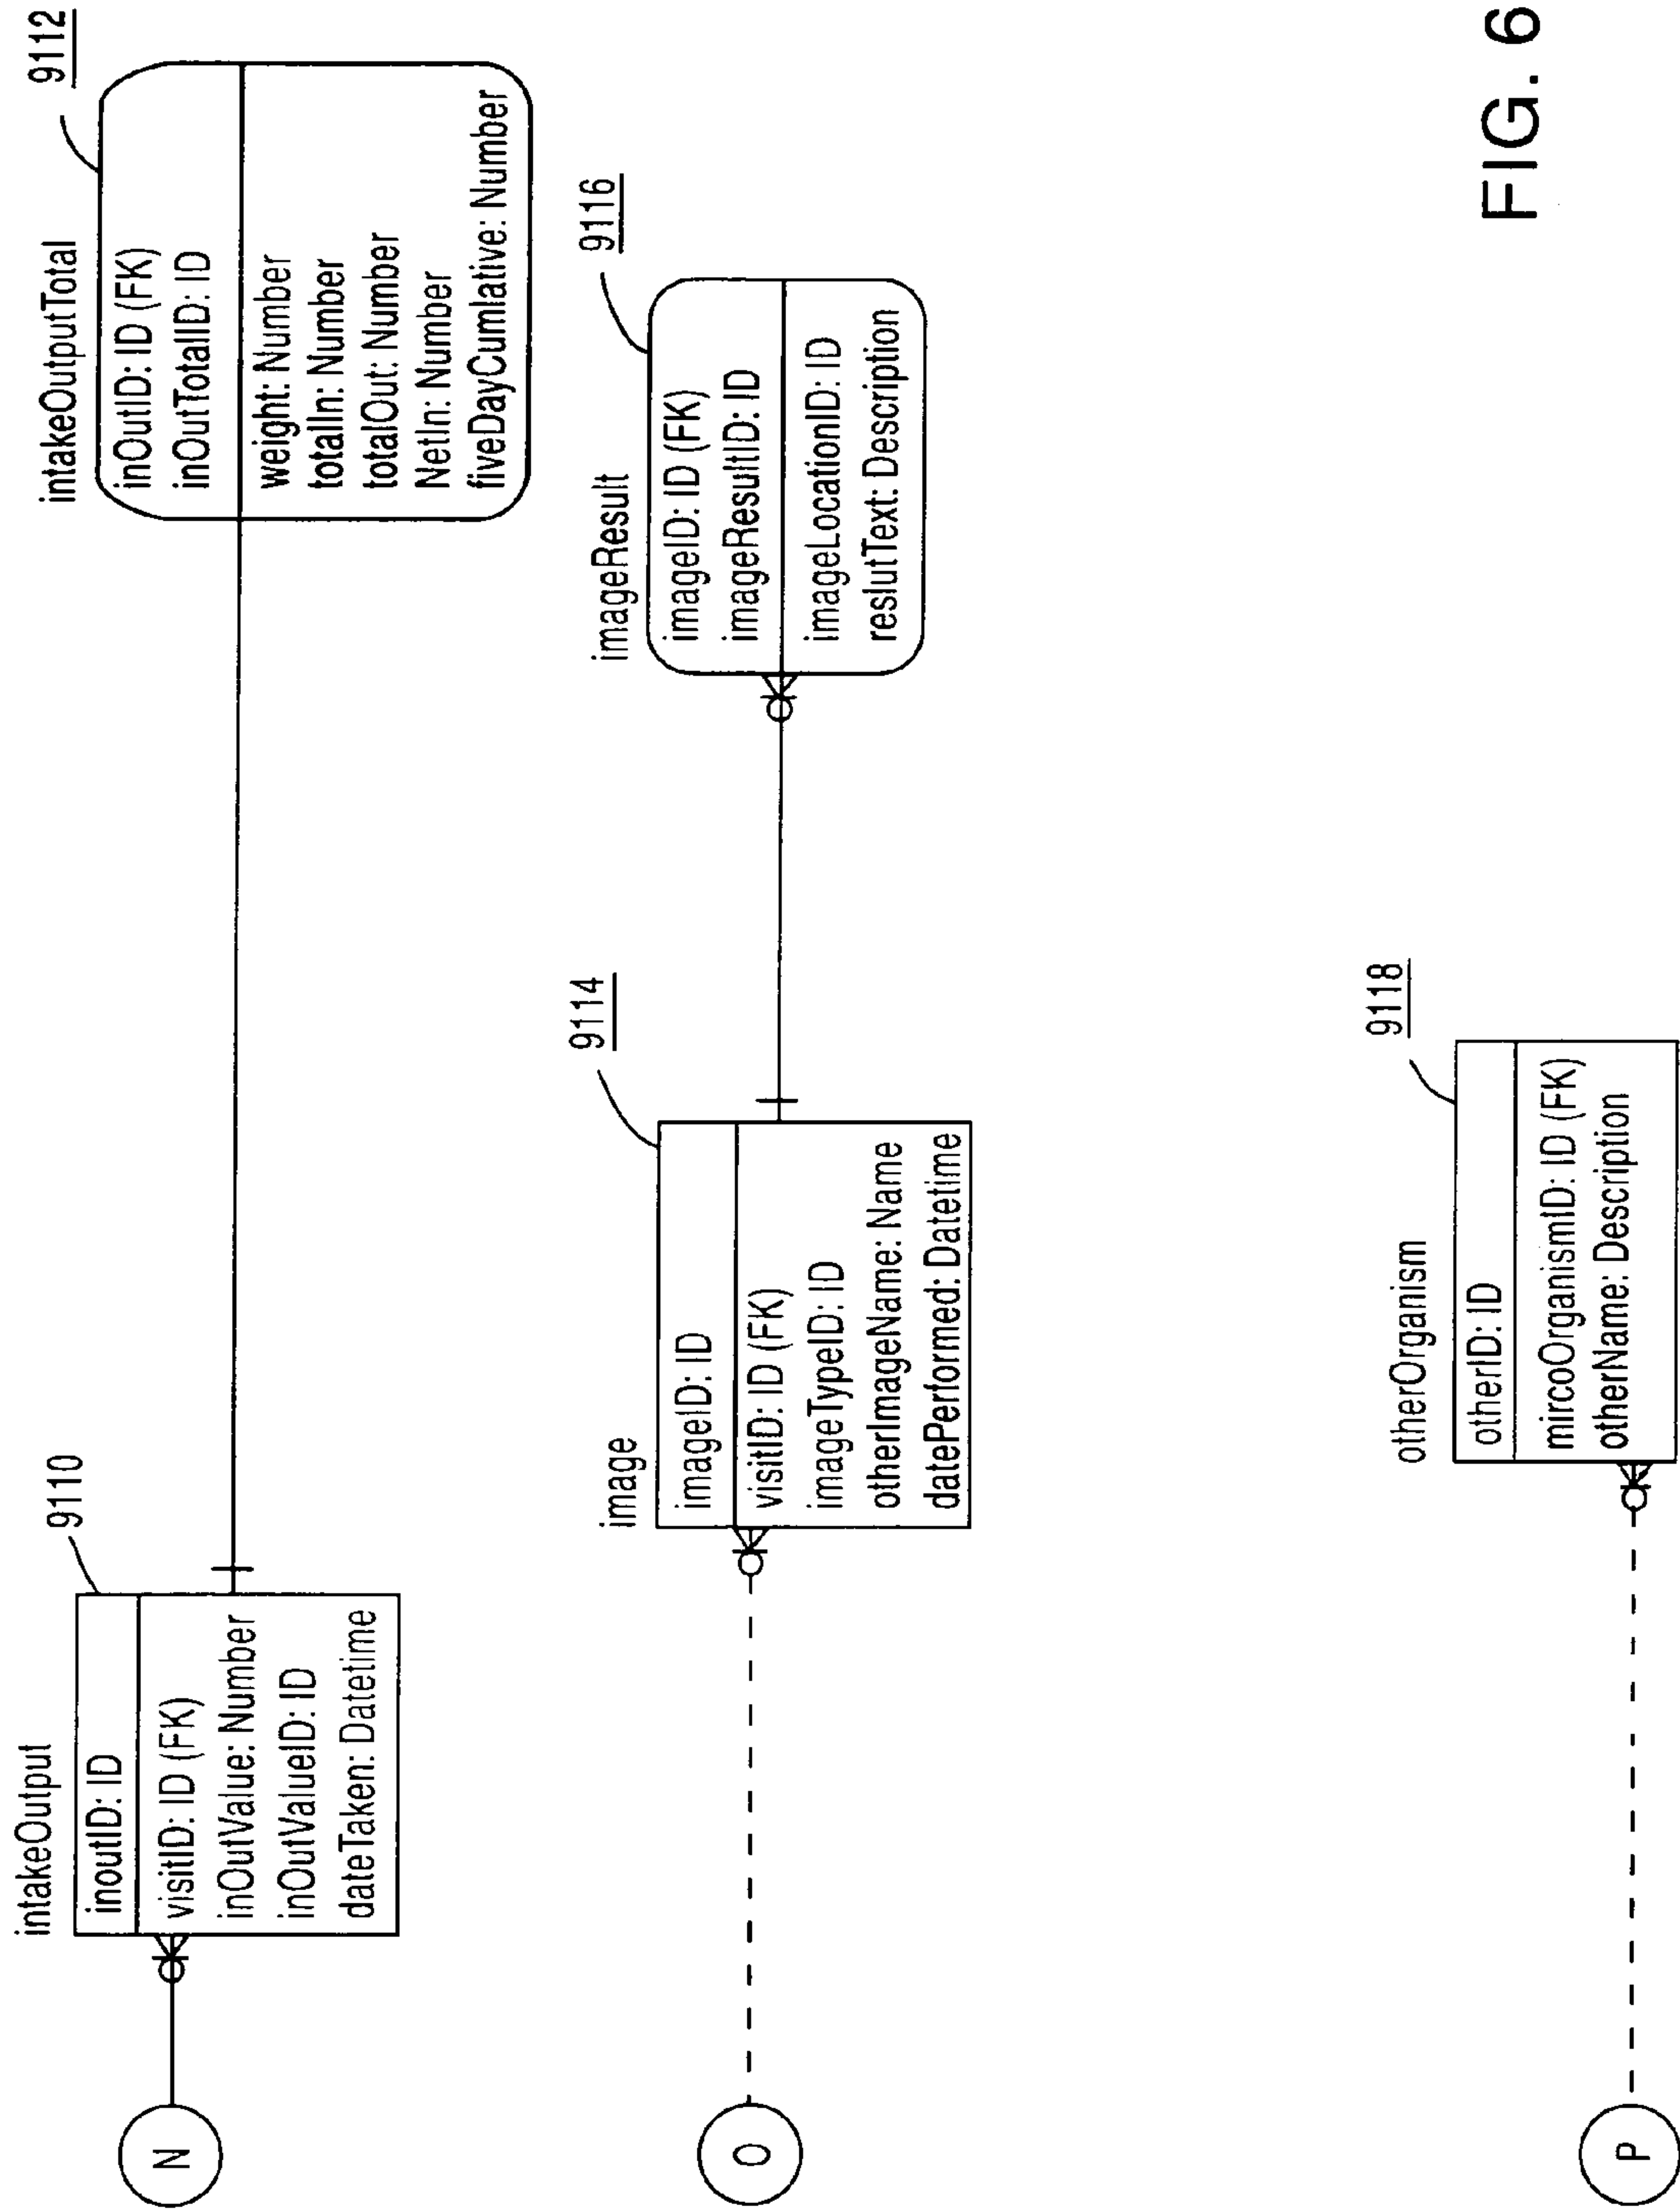 intakeOutput
9110
inoutID: ID
visitID: ID (FK)
inOutValue: Number
inOutValueID: ID
dateTaken: Datetime
N
intakeOutputTotal
9112
inOutID: ID (FK)
inOutTotalID: ID
weight: Number
totalIn: Number
totalOut: Number
NetIn: Number
fiveDayCumlative: Number
image
9114
imageID: ID
visitID: ID (FK)
imageTypeID: ID
otherImageName: Name
datePerformed: Datetime
O
imageResult
9116
imageID: ID (FK)
imageResultID: ID
imageLocationID: ID
reslutText: Description
otherOrganism
9118
otherID: ID
mircoOrganismID: ID (FK)
otherName: Description
P
FIG. 6